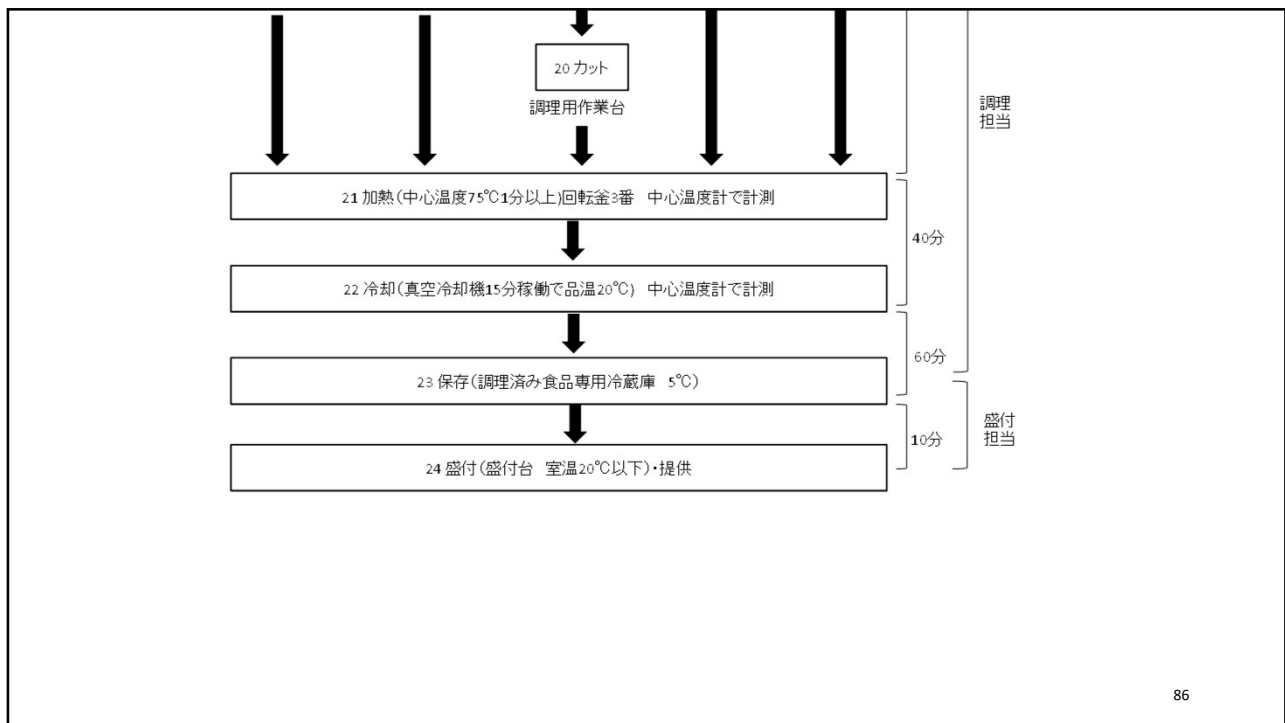 20 カット
調理用作業台
調理
担当
21 加熱(中心温度75℃1分以上)回転釜3番　中心温度計で計測
40分
22 冷却(真空冷却機15分稼働で品温20℃)　中心温度計で計測
60分
23 保存(調理済み食品専用冷蔵庫　5℃)
10分
盛付
担当
24 盛付(盛付台　室温20℃以下)・提供
86